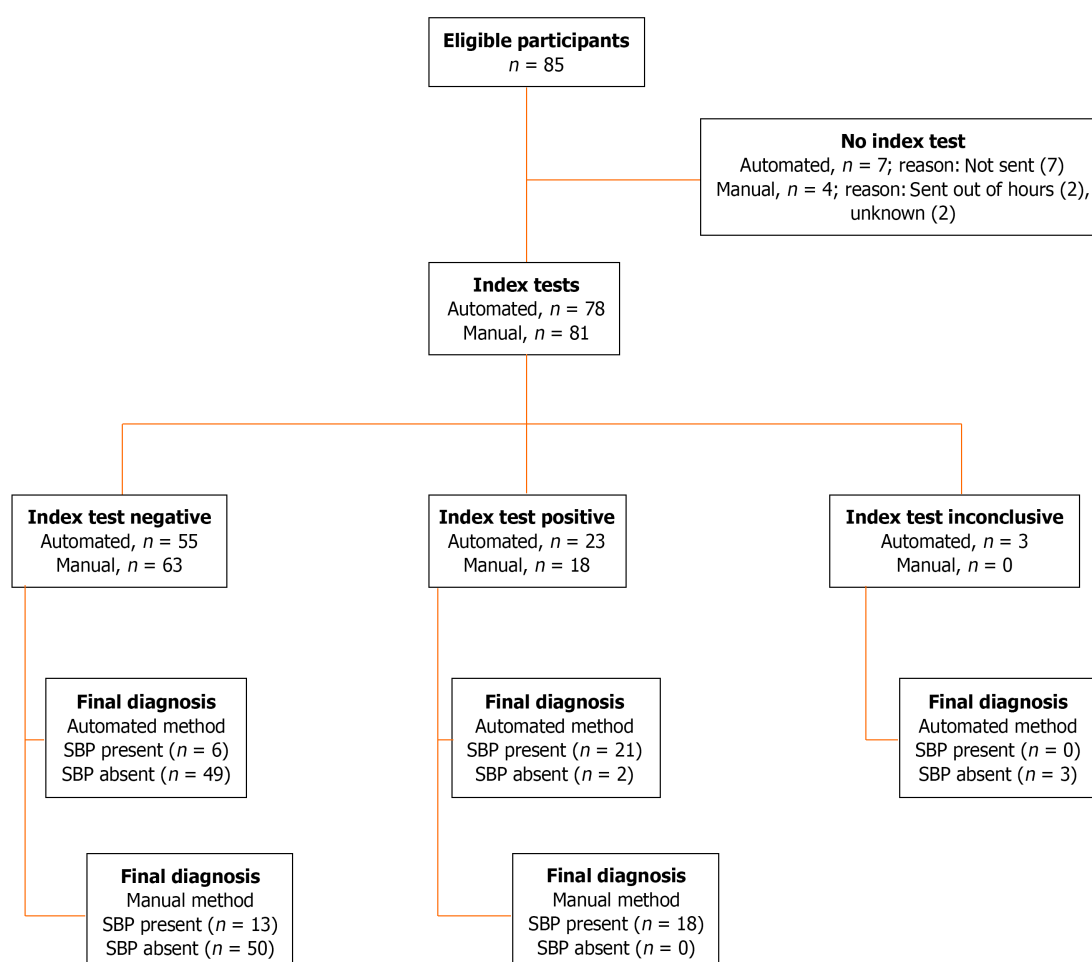 Eligible participants
n = 85
No index test
Automated, n = 7; reason: Not sent (7)
Manual, n = 4; reason: Sent out of hours (2),
unknown (2)
Index tests
Automated, n = 78
Manual, n = 81
Index test negative
Automated, n = 55
Manual, n = 63
Index test positive
Automated, n = 23
Manual, n = 18
Index test inconclusive
Automated, n = 3
Manual, n = 0
Final diagnosis
Automated method
SBP present (n = 6)
SBP absent (n = 49)
Final diagnosis
Automated method
SBP present (n = 21)
SBP absent (n = 2)
Final diagnosis
Automated method
SBP present (n = 0)
SBP absent (n = 3)
Final diagnosis
Manual method
SBP present (n = 13)
SBP absent (n = 50)
Final diagnosis
Manual method
SBP present (n = 18)
SBP absent (n = 0)